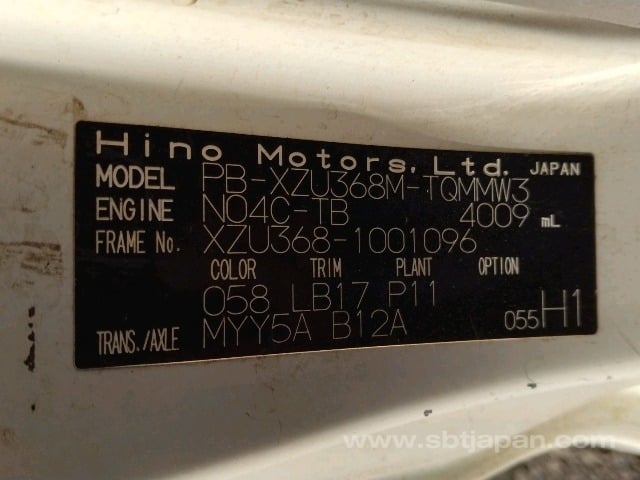 Hino Motors, Ltd. JAPAN
MODEL PB-XZU368M-TQMMW3
ENGINE N04C-TB 4009 mL
FRAME No. XZU368-1001096
COLOR TRIM PLANT OPTION
058 LB17 P11
TRANS./AXLE MYY5A B12A 055H1
www.sbtjapan.com